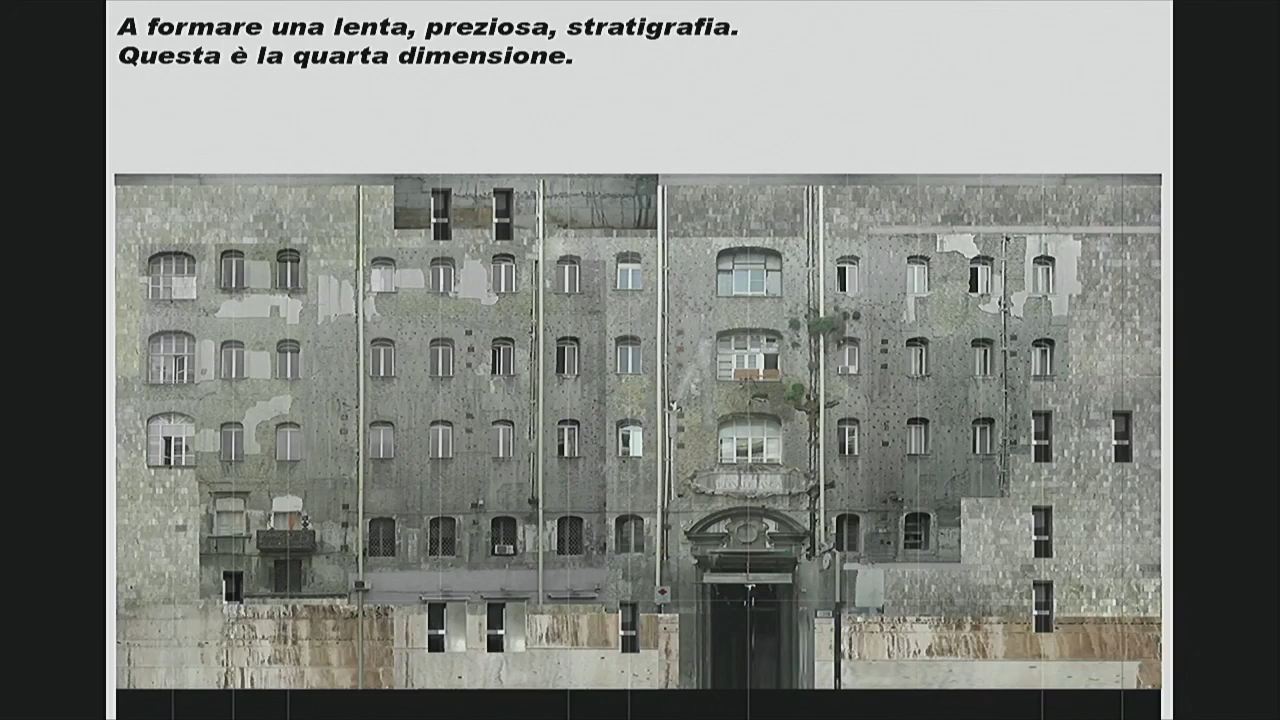 A formare una lenta, preziosa, stratigrafia.
Questa è la quarta dimensione.